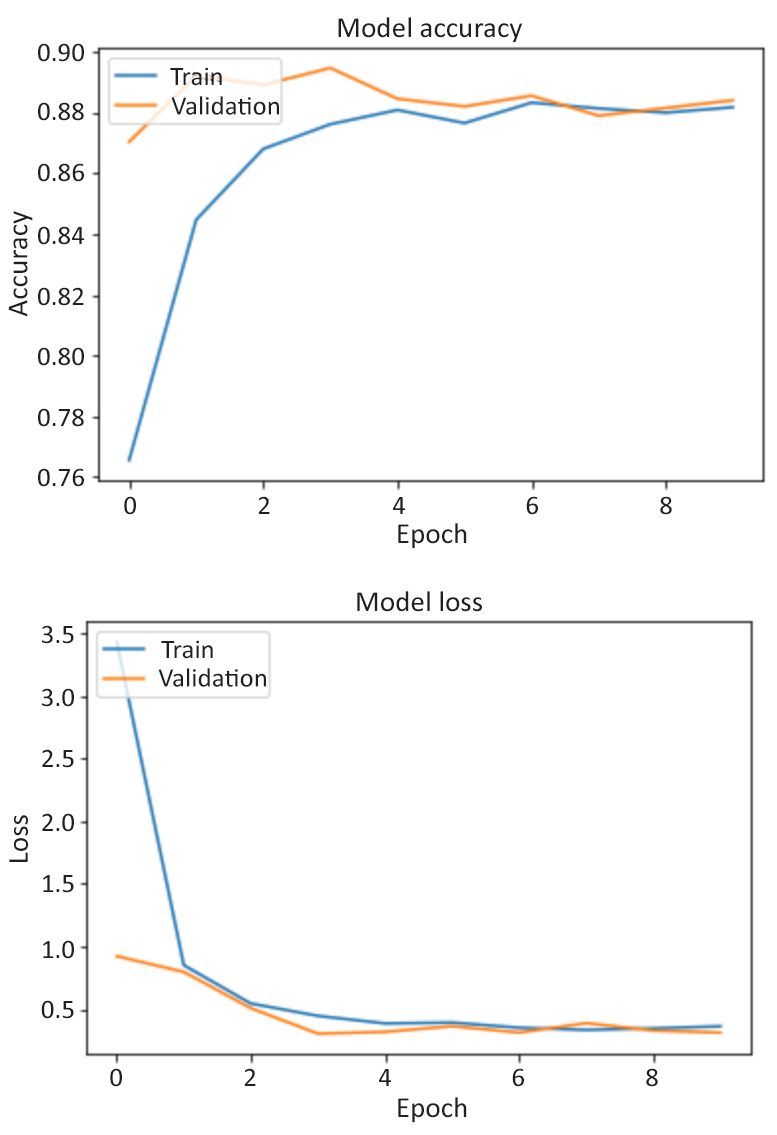 Model accuracy
0.90
Train
Validation
0.88
0.86
0.84
0.82
0.80
0.78
0.76
Accuracy
0 2 4 6 8
Epoch
Model loss
3.5
Train
Validation
3.0
2.5
2.0
1.5
1.0
0.5
Loss
0 2 4 6 8
Epoch